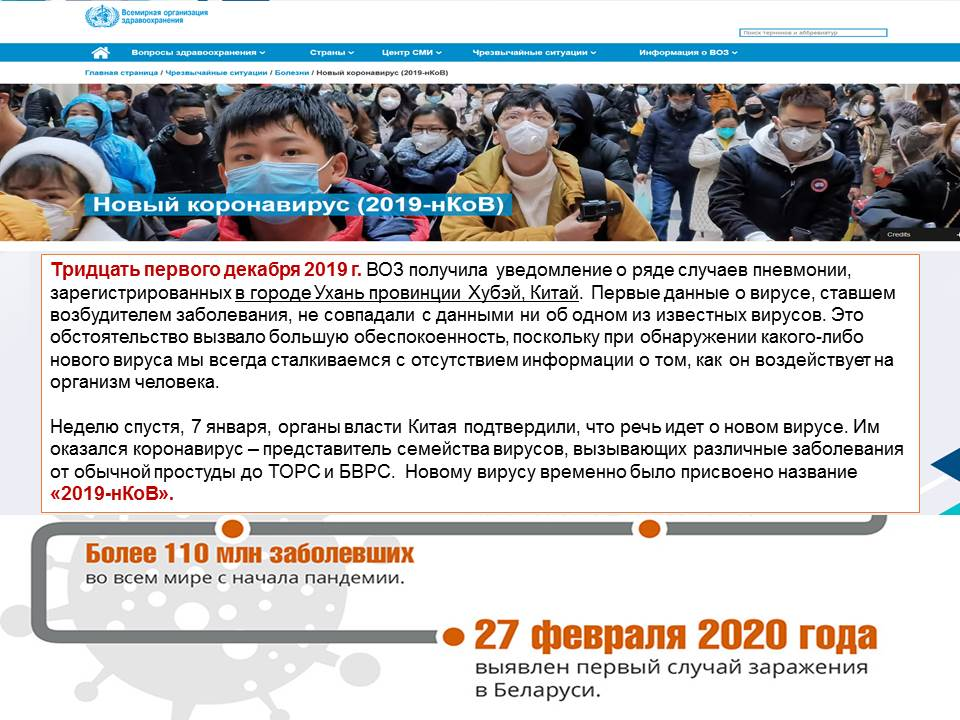 Всемирная организация
здравоохранения
Поиск терминов и аббревиатур
Вопросы здравоохранения
Страны
Центр СМИ
Чрезвычайные ситуации
Информация о ВОЗ
Главная страница / Чрезвычайные ситуации / Болезни / Новый коронавирус (2019-нКоВ)
Новый коронавирус (2019-нКоВ)
Credits
Тридцать первого декабря 2019 г. ВОЗ получила уведомление о ряде случаев пневмонии,
зарегистрированных в городе Ухань провинции Хубэй, Китай. Первые данные о вирусе, ставшем
возбудителем заболевания, не совпадали с данными ни об одном из известных вирусов. Это
обстоятельство вызвало большую обеспокоенность, поскольку при обнаружении какого-либо
нового вируса мы всегда сталкиваемся с отсутствием информации о том, как он воздействует на
организм человека.
Неделю спустя, 7 января, органы власти Китая подтвердили, что речь идет о новом вирусе. Им
оказался коронавирус – представитель семейства вирусов, вызывающих различные заболевания
от обычной простуды до ТОРС и БВРС. Новому вирусу временно было присвоено название
«2019-нКоВ».
Более 110 млн заболевших
во всем мире с начала пандемии.
27 февраля 2020 года
выявлен первый случай заражения
в Беларуси.